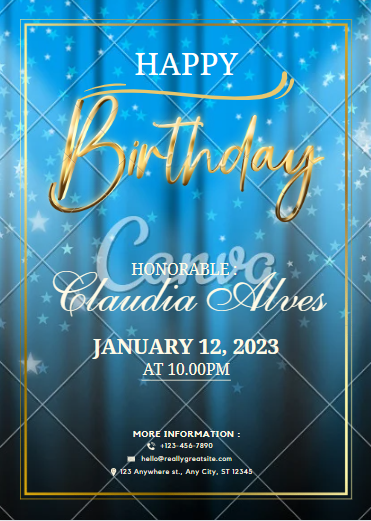 HAPPY
Birthday
Canva
HONORABLE :
Claudia Alves
JANUARY 12, 2023
AT 10.00PM
MORE INFORMATION :
+123-456-7890
hello@reallygreatsite.com
123 Anywhere st., Any City, ST 12345